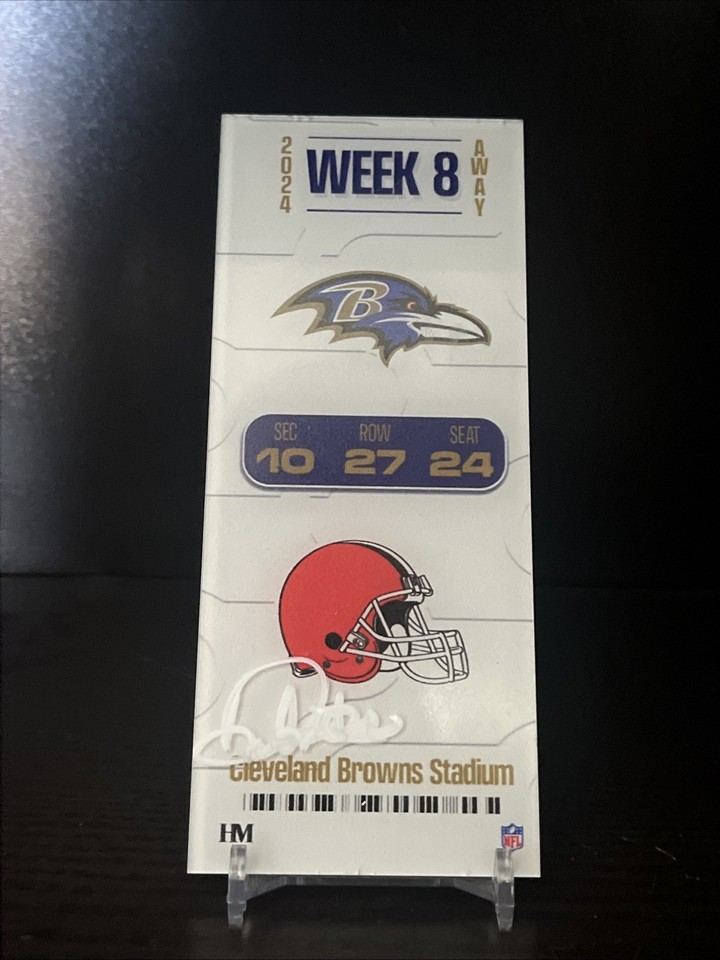 2024
WEEK 8
AWAY
B
SEC ROW SEAT
10 27 24
Cleveland Browns Stadium
HM
NFL